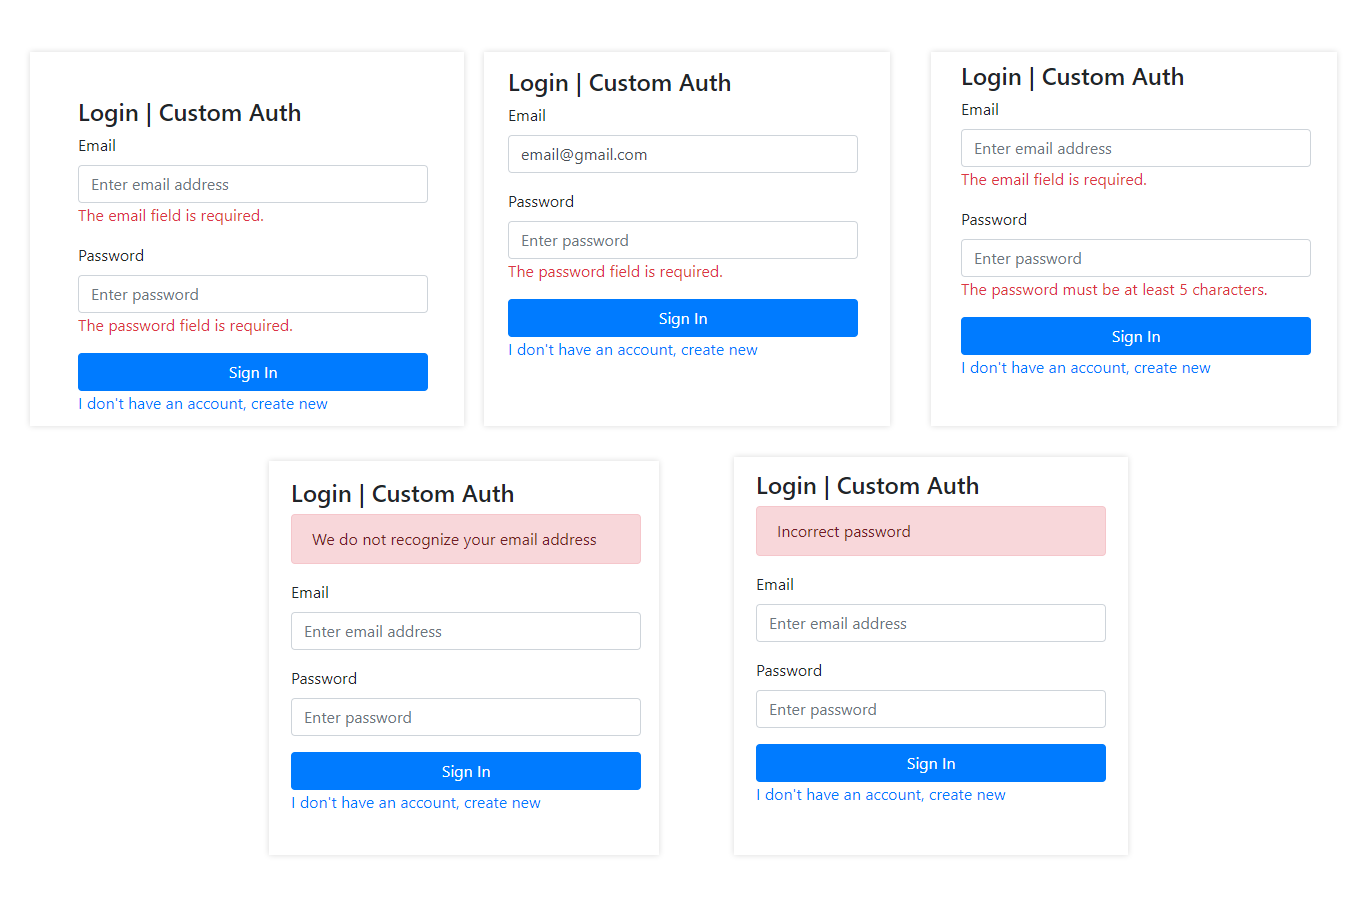 Login | Custom Auth
Email
Enter email address
The email field is required.
Password
Enter password
The password field is required.
Sign In
I don't have an account, create new
Login | Custom Auth
Email
email@gmail.com
Password
Enter password
The password field is required.
Sign In
I don't have an account, create new
Login | Custom Auth
Email
Enter email address
The email field is required.
Password
Enter password
The password must be at least 5 characters.
Sign In
I don't have an account, create new
Login | Custom Auth
We do not recognize your email address
Email
Enter email address
Password
Enter password
Sign In
I don't have an account, create new
Login | Custom Auth
Incorrect password
Email
Enter email address
Password
Enter password
Sign In
I don't have an account, create new